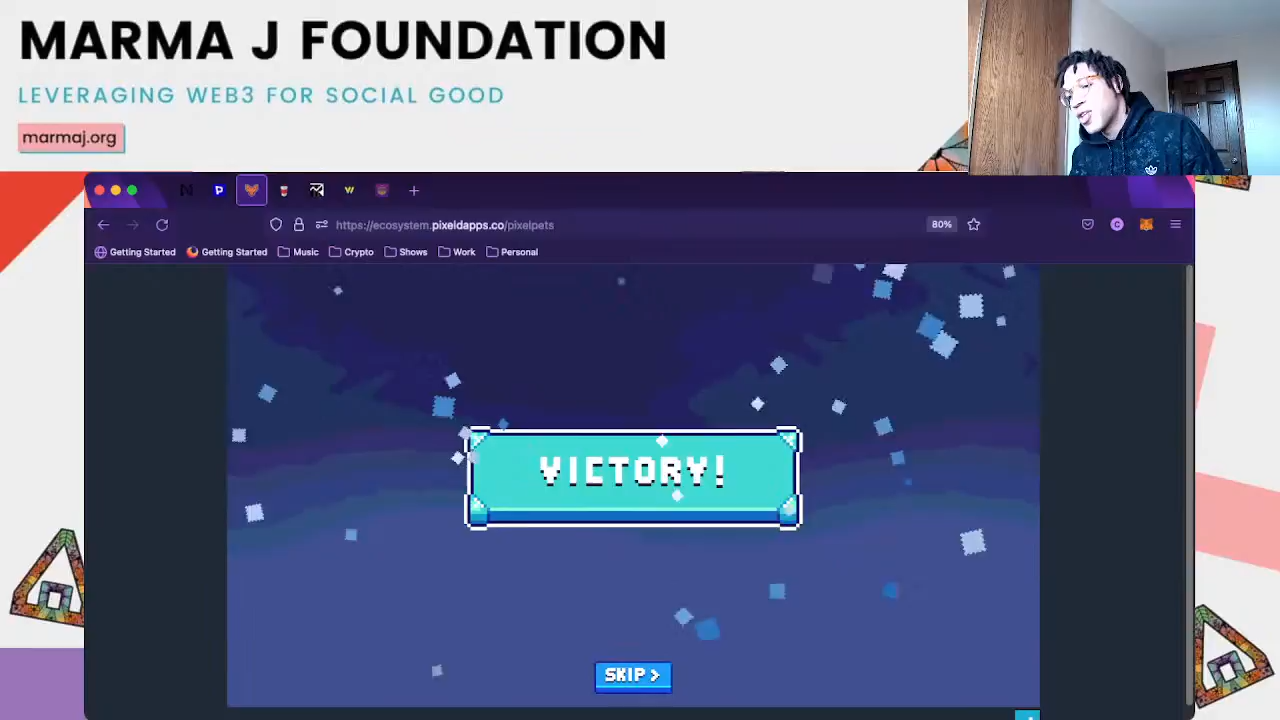 MARMA J FOUNDATION
LEVERAGING WEB3 FOR SOCIAL GOOD
marmaj.org
https://ecosystem.pixeldapps.co/pixelpets
80%
Getting Started
Getting Started
Music
Crypto
Shows
Work
Personal
VICTORY!
SKIP >